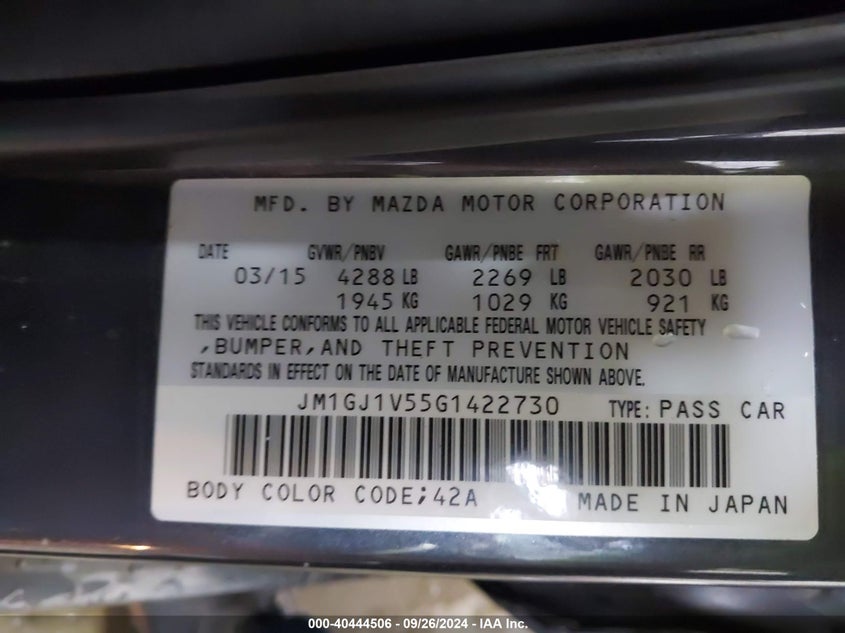 MFD. BY MAZDA MOTOR CORPORATION
DATE GVWR/PNBV GAWR/PNBE FRT GAWR/PNBE RR
03/15 4288 LB 2269 LB 2030 LB
1945 KG 1029 KG 921 KG
THIS VEHICLE CONFORMS TO ALL APPLICABLE FEDERAL MOTOR VEHICLE SAFETY
,BUMPER,AND THEFT PREVENTION
STANDARDS IN EFFECT ON THE DATE OF MANUFACTURE SHOWN ABOVE.
JM1GJ1V55G1422730 TYPE: PASS CAR
BODY COLOR CODE;42A MADE IN JAPAN
000-40444506 - 09/26/2024 - IAA Inc.